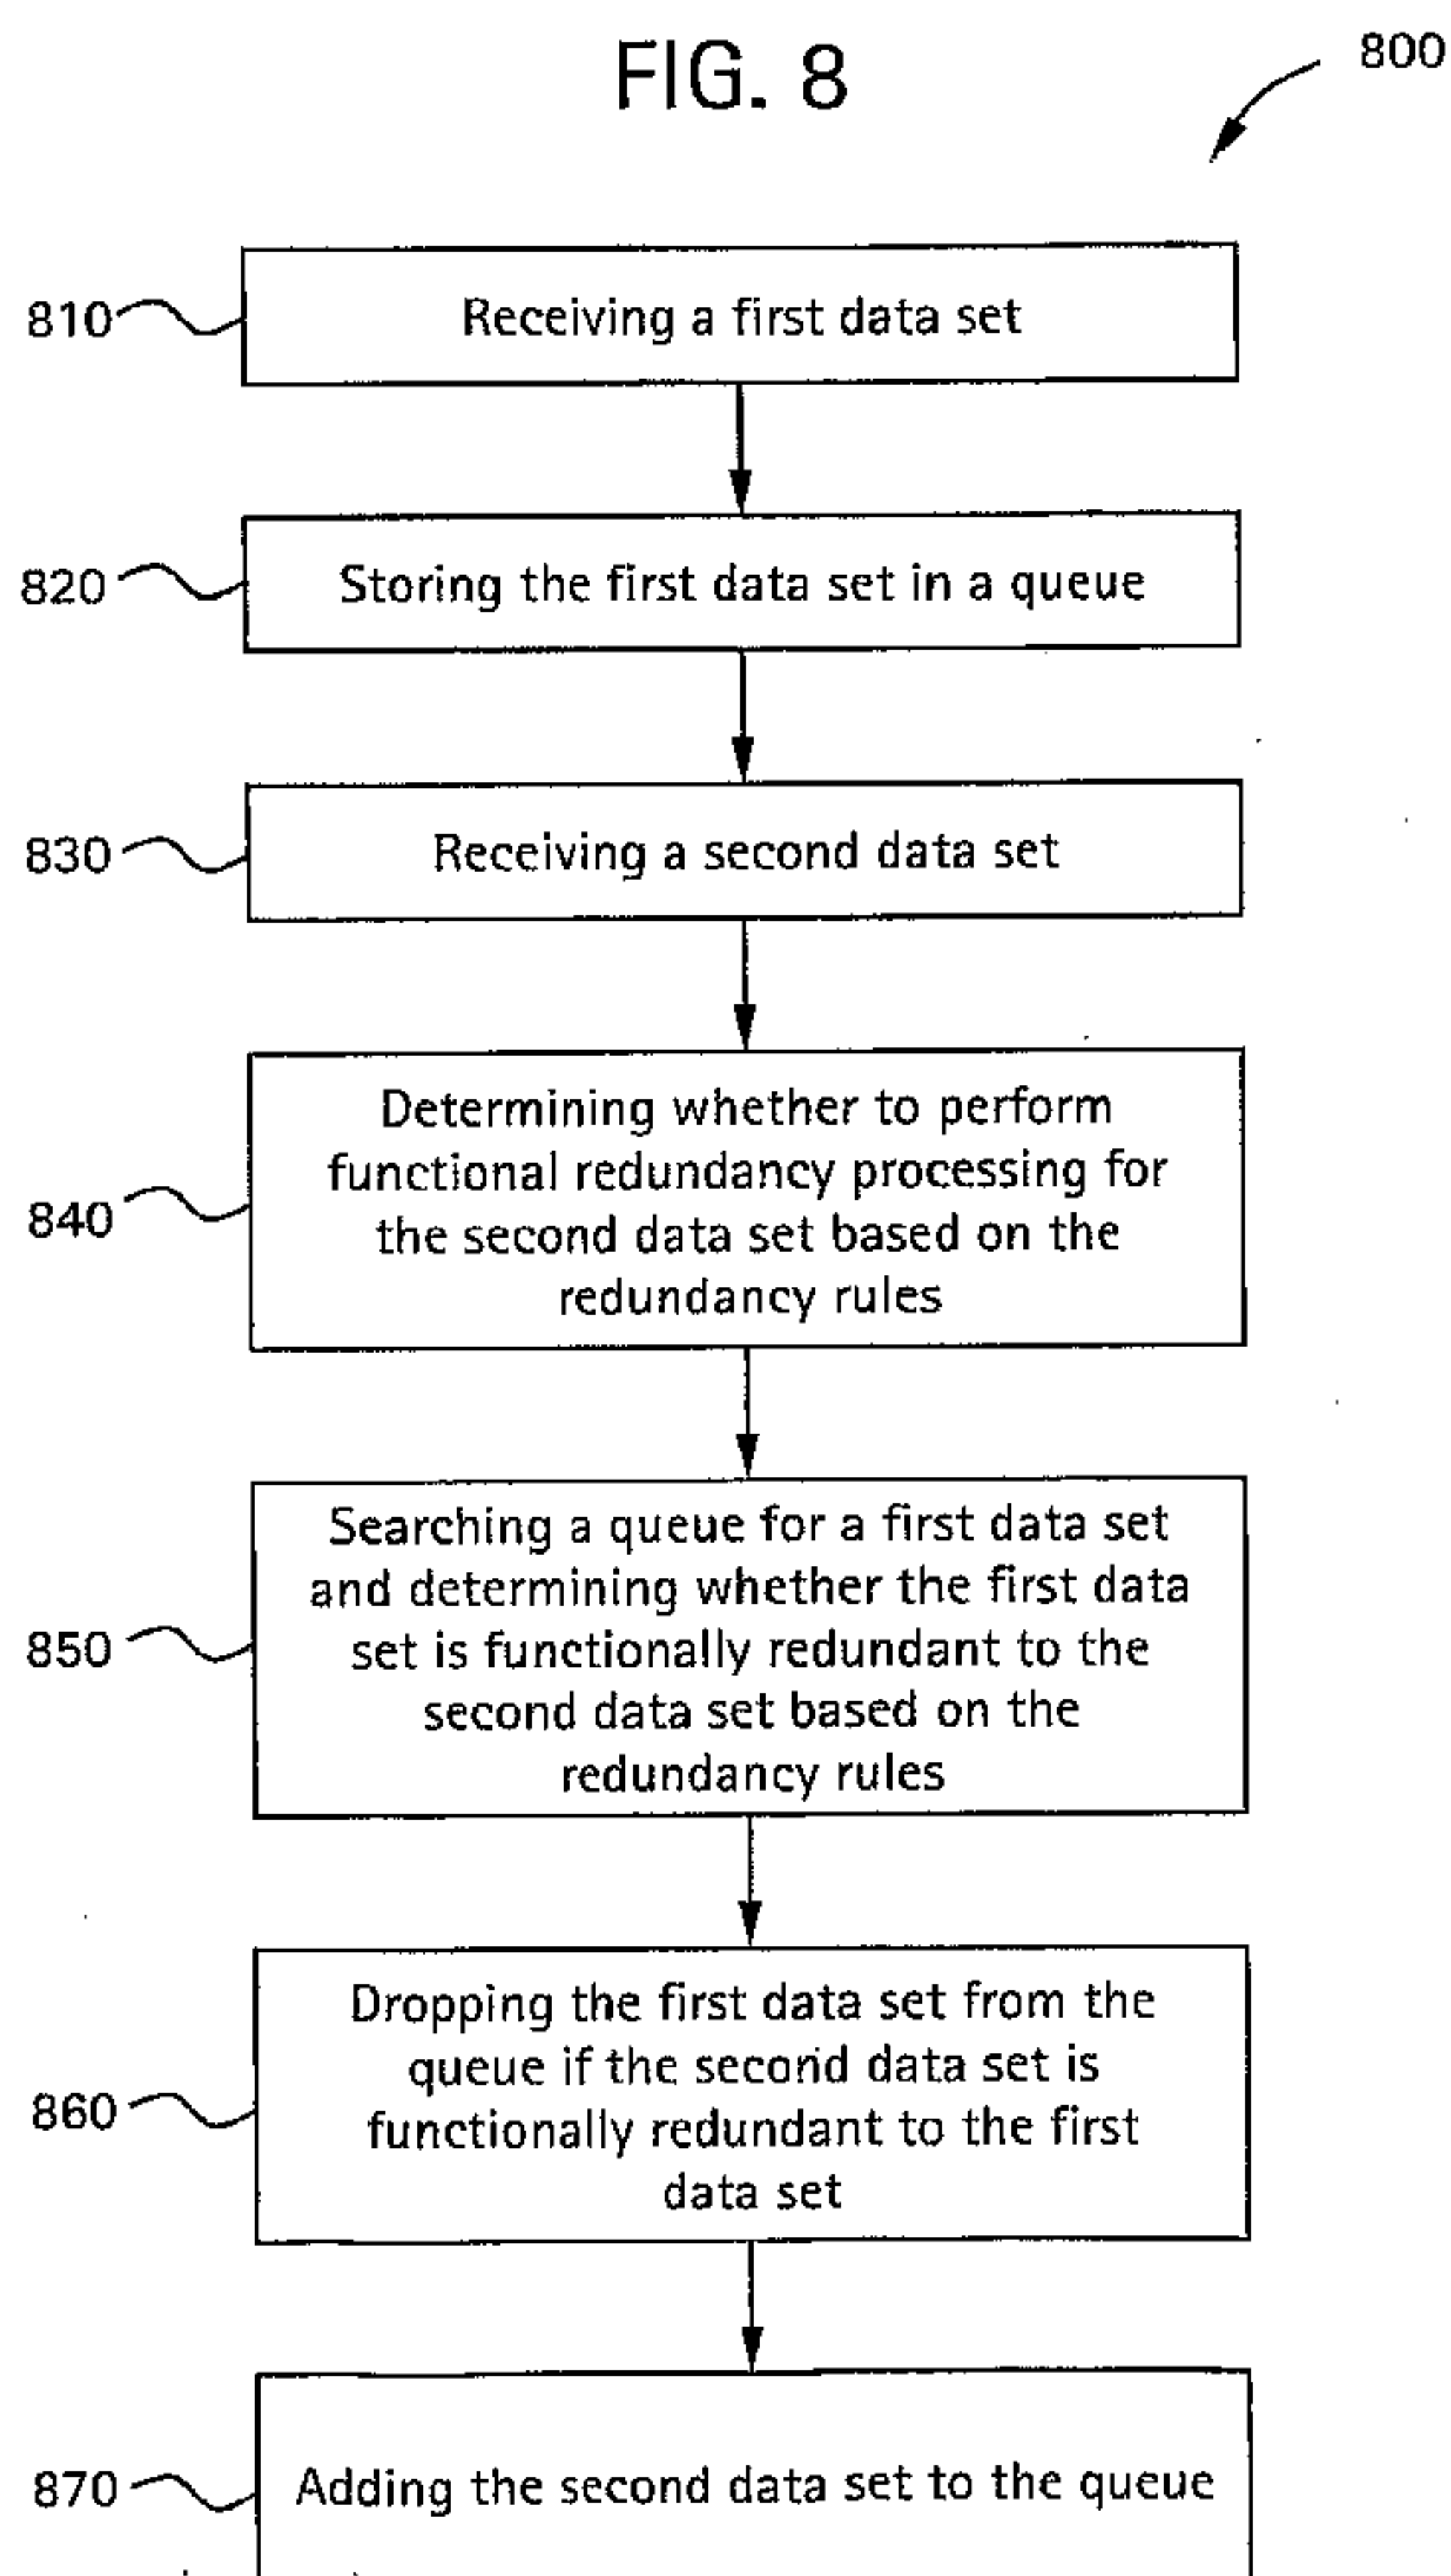 FIG. 8
800
810
Receiving a first data set
820
Storing the first data set in a queue
830
Receiving a second data set
840
Determining whether to perform
functional redundancy processing for
the second data set based on the
redundancy rules
850
Searching a queue for a first data set
and determining whether the first data
set is functionally redundant to the
second data set based on the
redundancy rules
860
Dropping the first data set from the
queue if the second data set is
functionally redundant to the first
data set
870
Adding the second data set to the queue